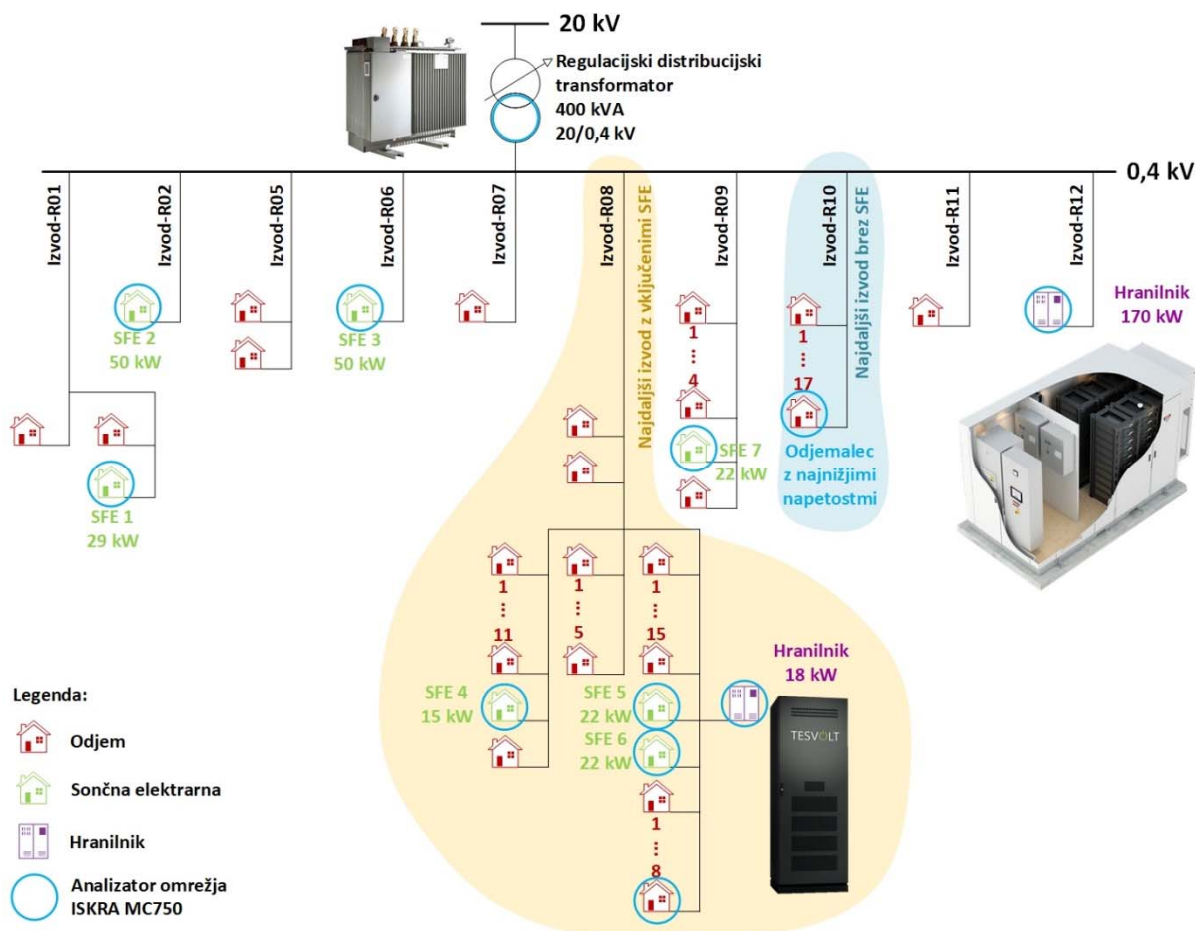 20 kV
Regulacijski distribucijski
transformator
400 kVA
20/0,4 kV
0,4 kV
Izvod-R01
Izvod-R02
Izvod-R05
Izvod-R06
Izvod-R07
Izvod-R08
Najdaljši izvod z vključenimi SFE
Izvod-R09
Izvod-R10
Najdaljši izvod brez SFE
Izvod-R11
Izvod-R12
SFE 2
50 kW
SFE 3
50 kW
Hranilnik
170 kW
1
4
1
17
SFE 7
22 kW
Odjemalec
z najnižjimi
napetostmi
SFE 1
29 kW
1
11
1
5
1
15
SFE 4
15 kW
SFE 5
22 kW
SFE 6
22 kW
Hranilnik
18 kW
TESVOLT
1
8
Legenda:
Odjem
Sončna elektrarna
Hranilnik
Analizator omrežja
ISKRA MC750